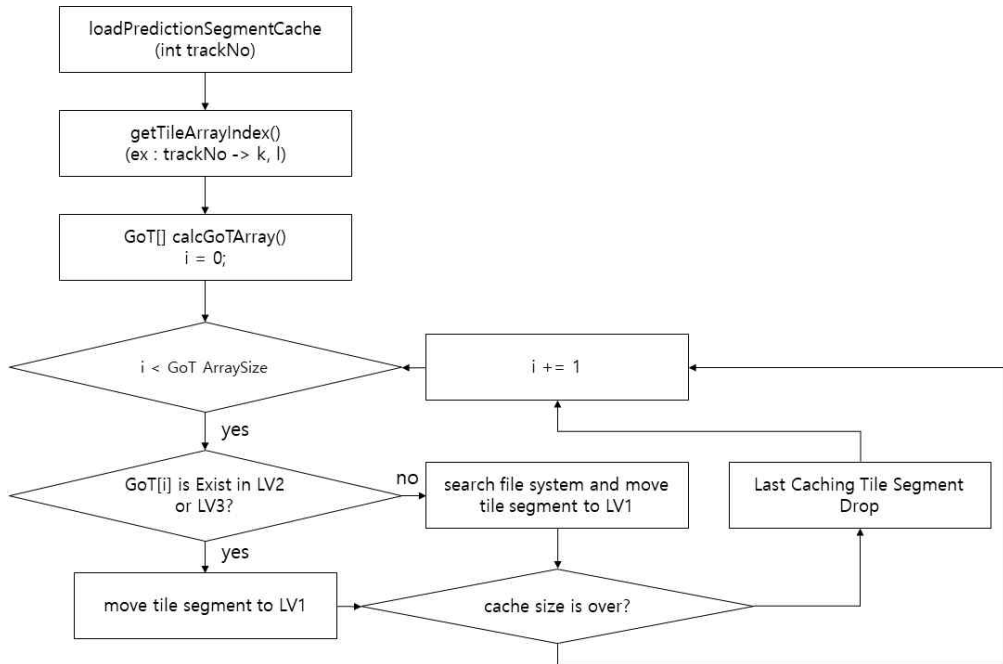 loadPredictionSegmentCache
(int trackNo)
getTileArrayIndex()
(ex : trackNo -> k, l)
GoT[] calcGoTArray()
i = 0;
i < GoT ArraySize
i += 1
yes
GoT[i] is Exist in LV2
or LV3?
no
search file system and move
tile segment to LV1
Last Caching Tile Segment
Drop
yes
move tile segment to LV1
cache size is over?